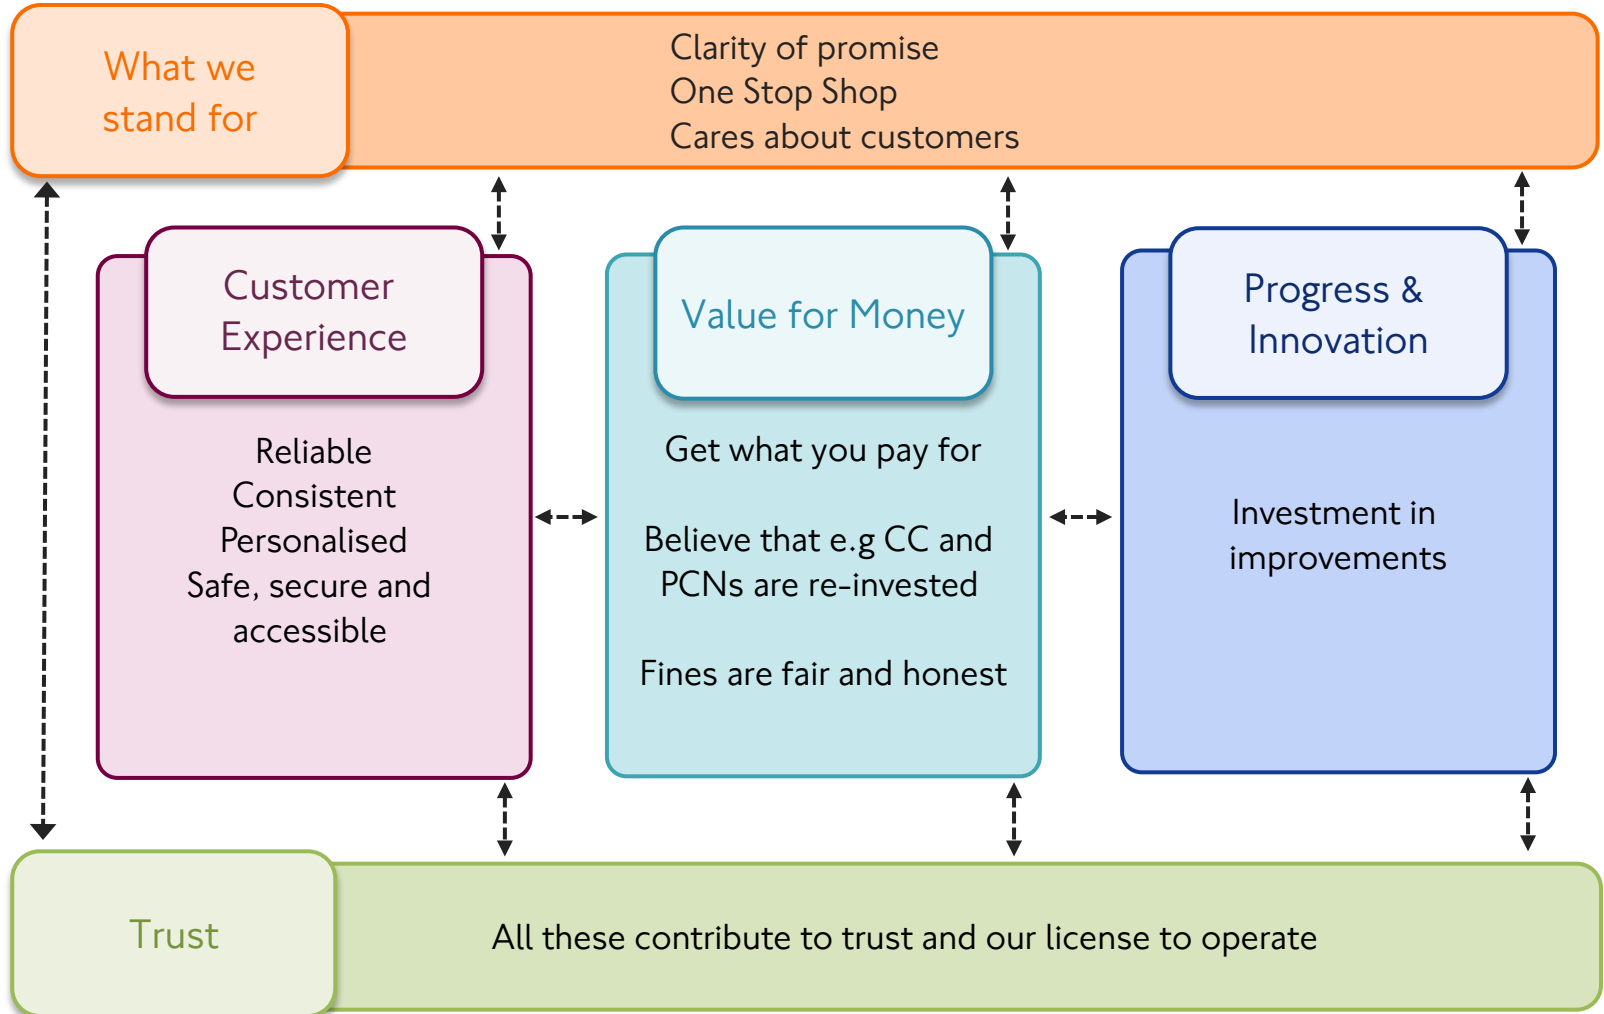 What we
stand for
Clarity of promise
One Stop Shop
Cares about customers
Customer
Experience
Reliable
Consistent
Personalised
Safe, secure and
accessible
Value for Money
Get what you pay for
Believe that e.g CC and
PCNs are re-invested
Fines are fair and honest
Progress &
Innovation
Investment in
improvements
Trust
All these contribute to trust and our license to operate